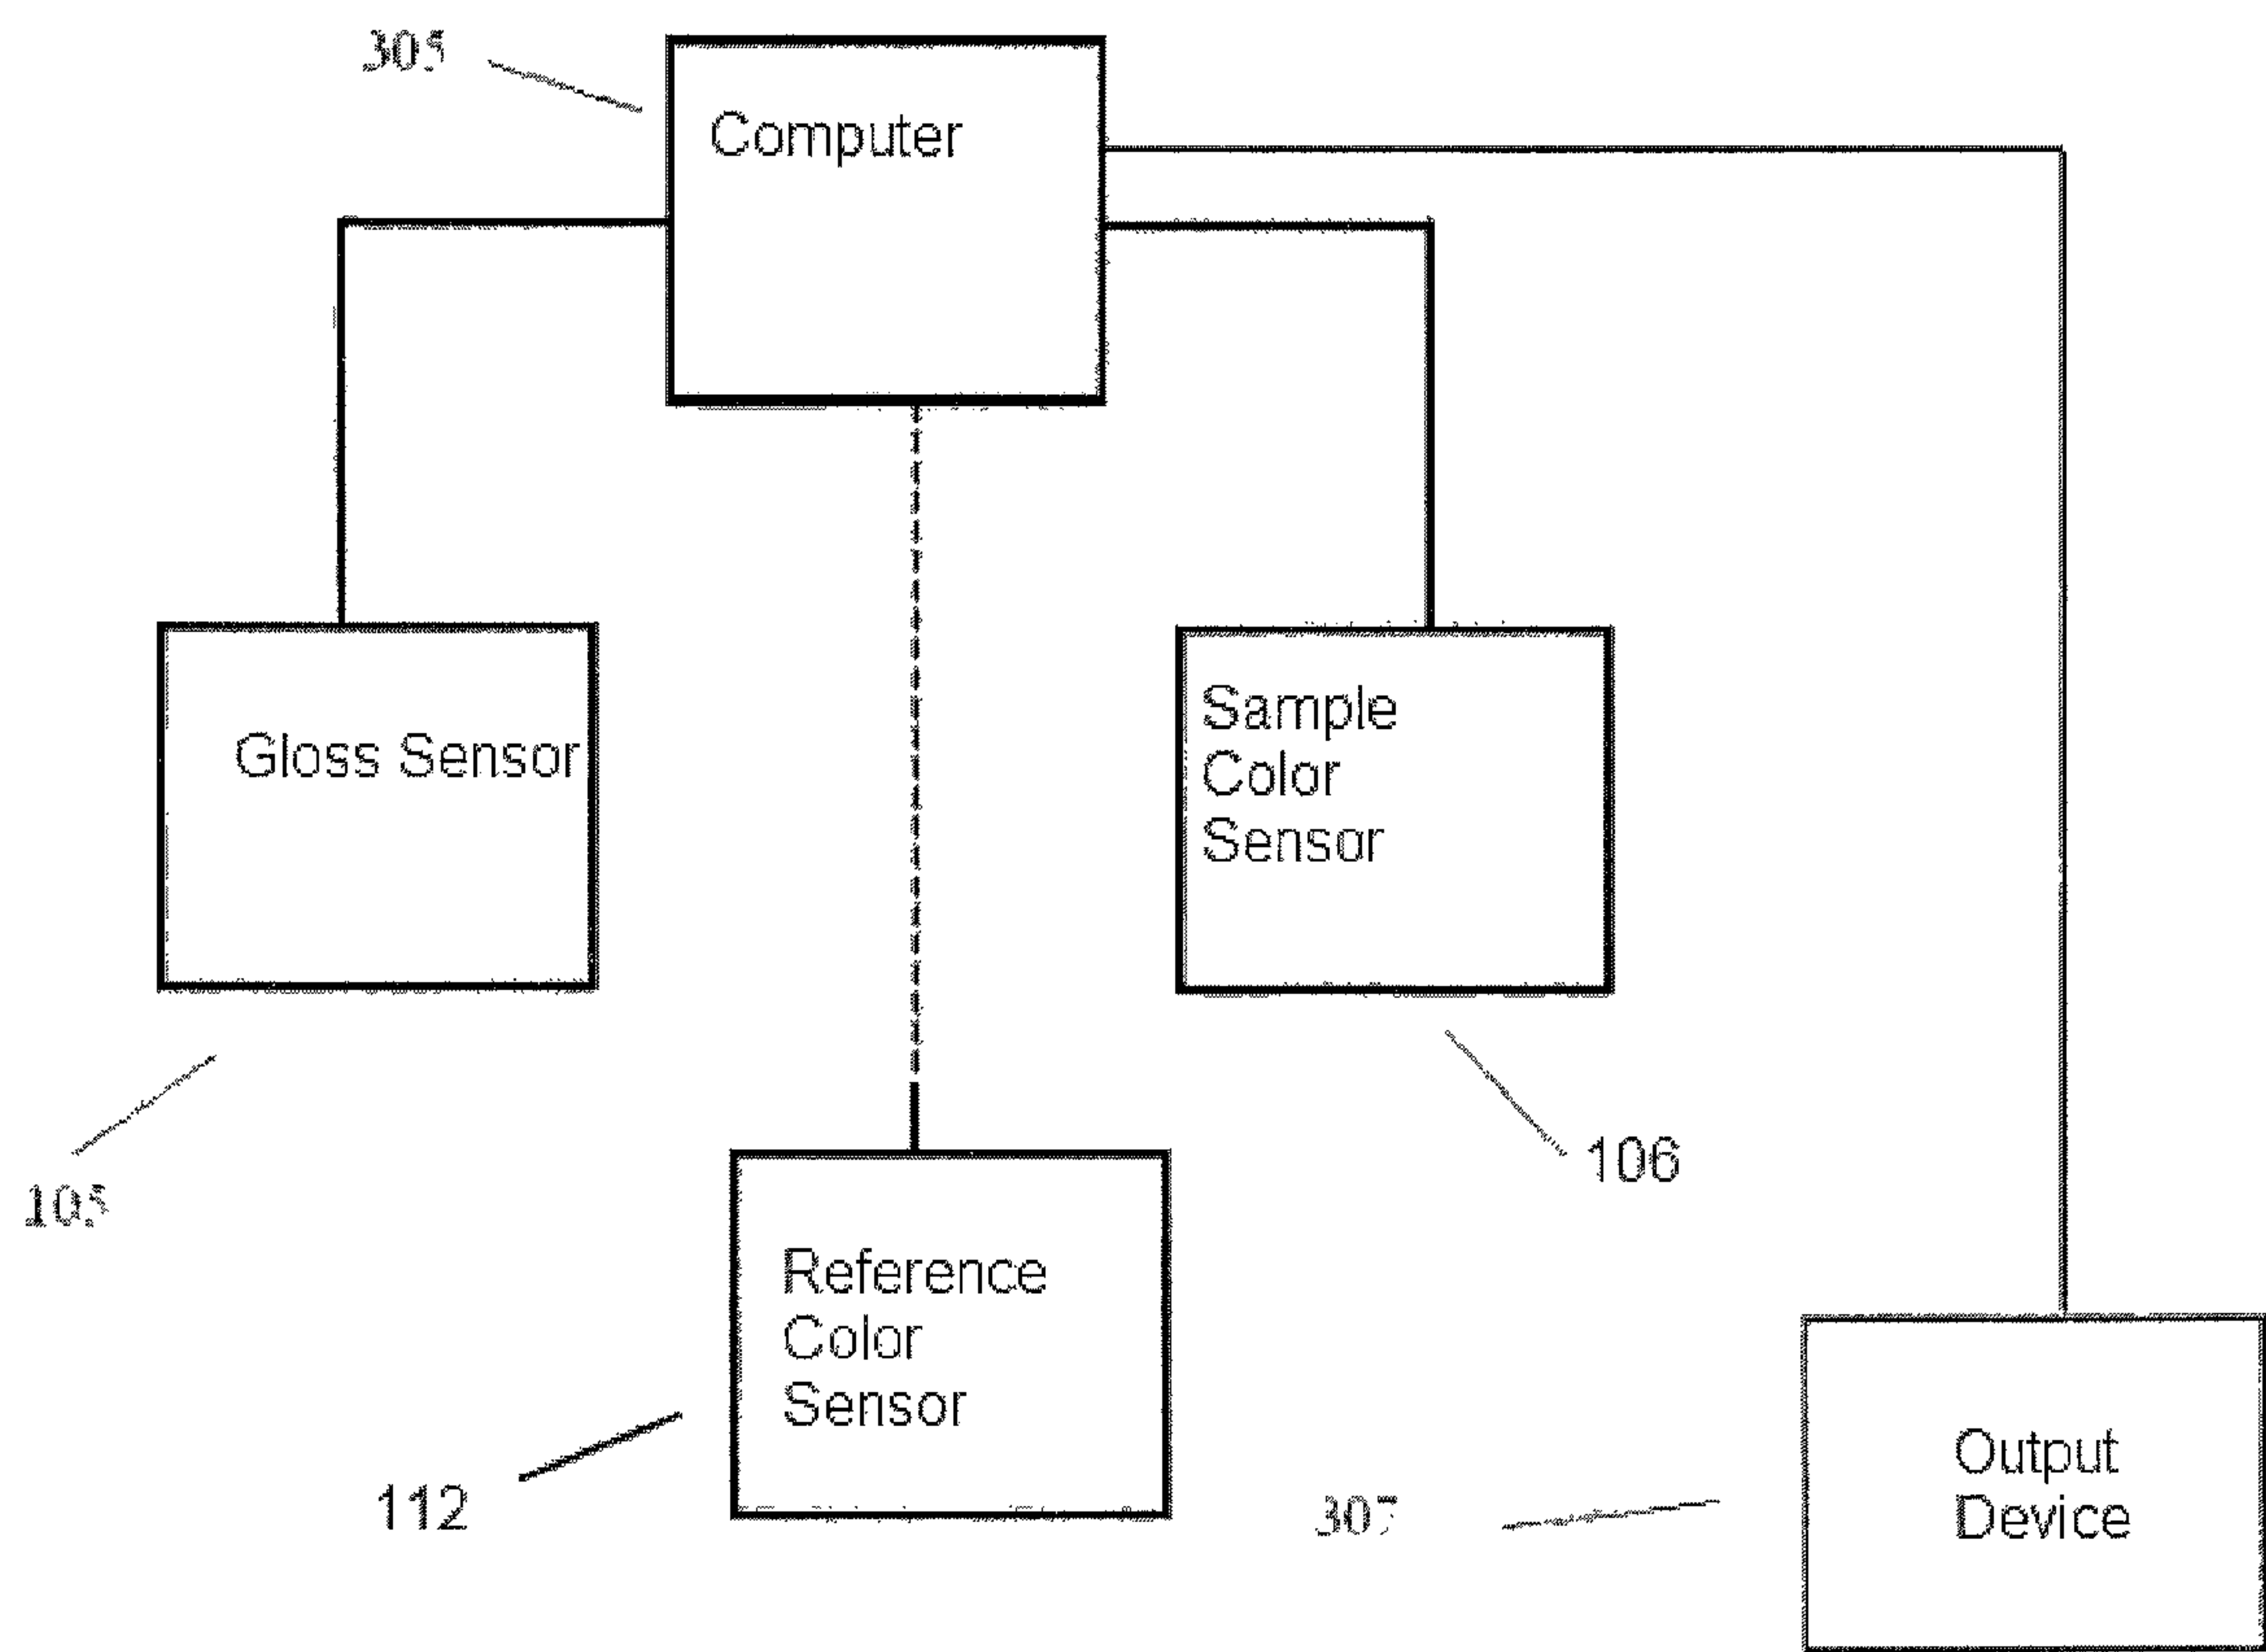 305
Computer
Gloss Sensor
Sample
Color
Sensor
106
105
Reference
Color
Sensor
112
307
Output
Device